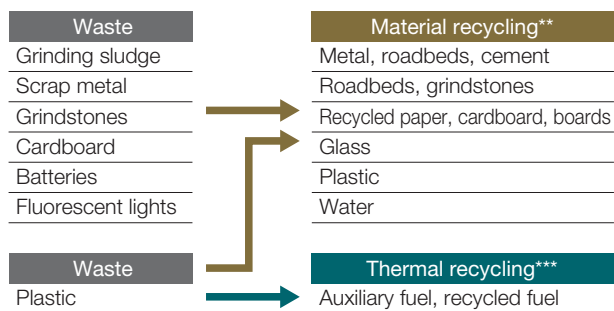 Waste
Grinding sludge
Scrap metal
Grindstones
Cardboard
Batteries
Fluorescent lights
Material recycling**
Metal, roadbeds, cement
Roadbeds, grindstones
Recycled paper, cardboard, boards
Glass
Plastic
Water
Waste
Plastic
Thermal recycling***
Auxiliary fuel, recycled fuel